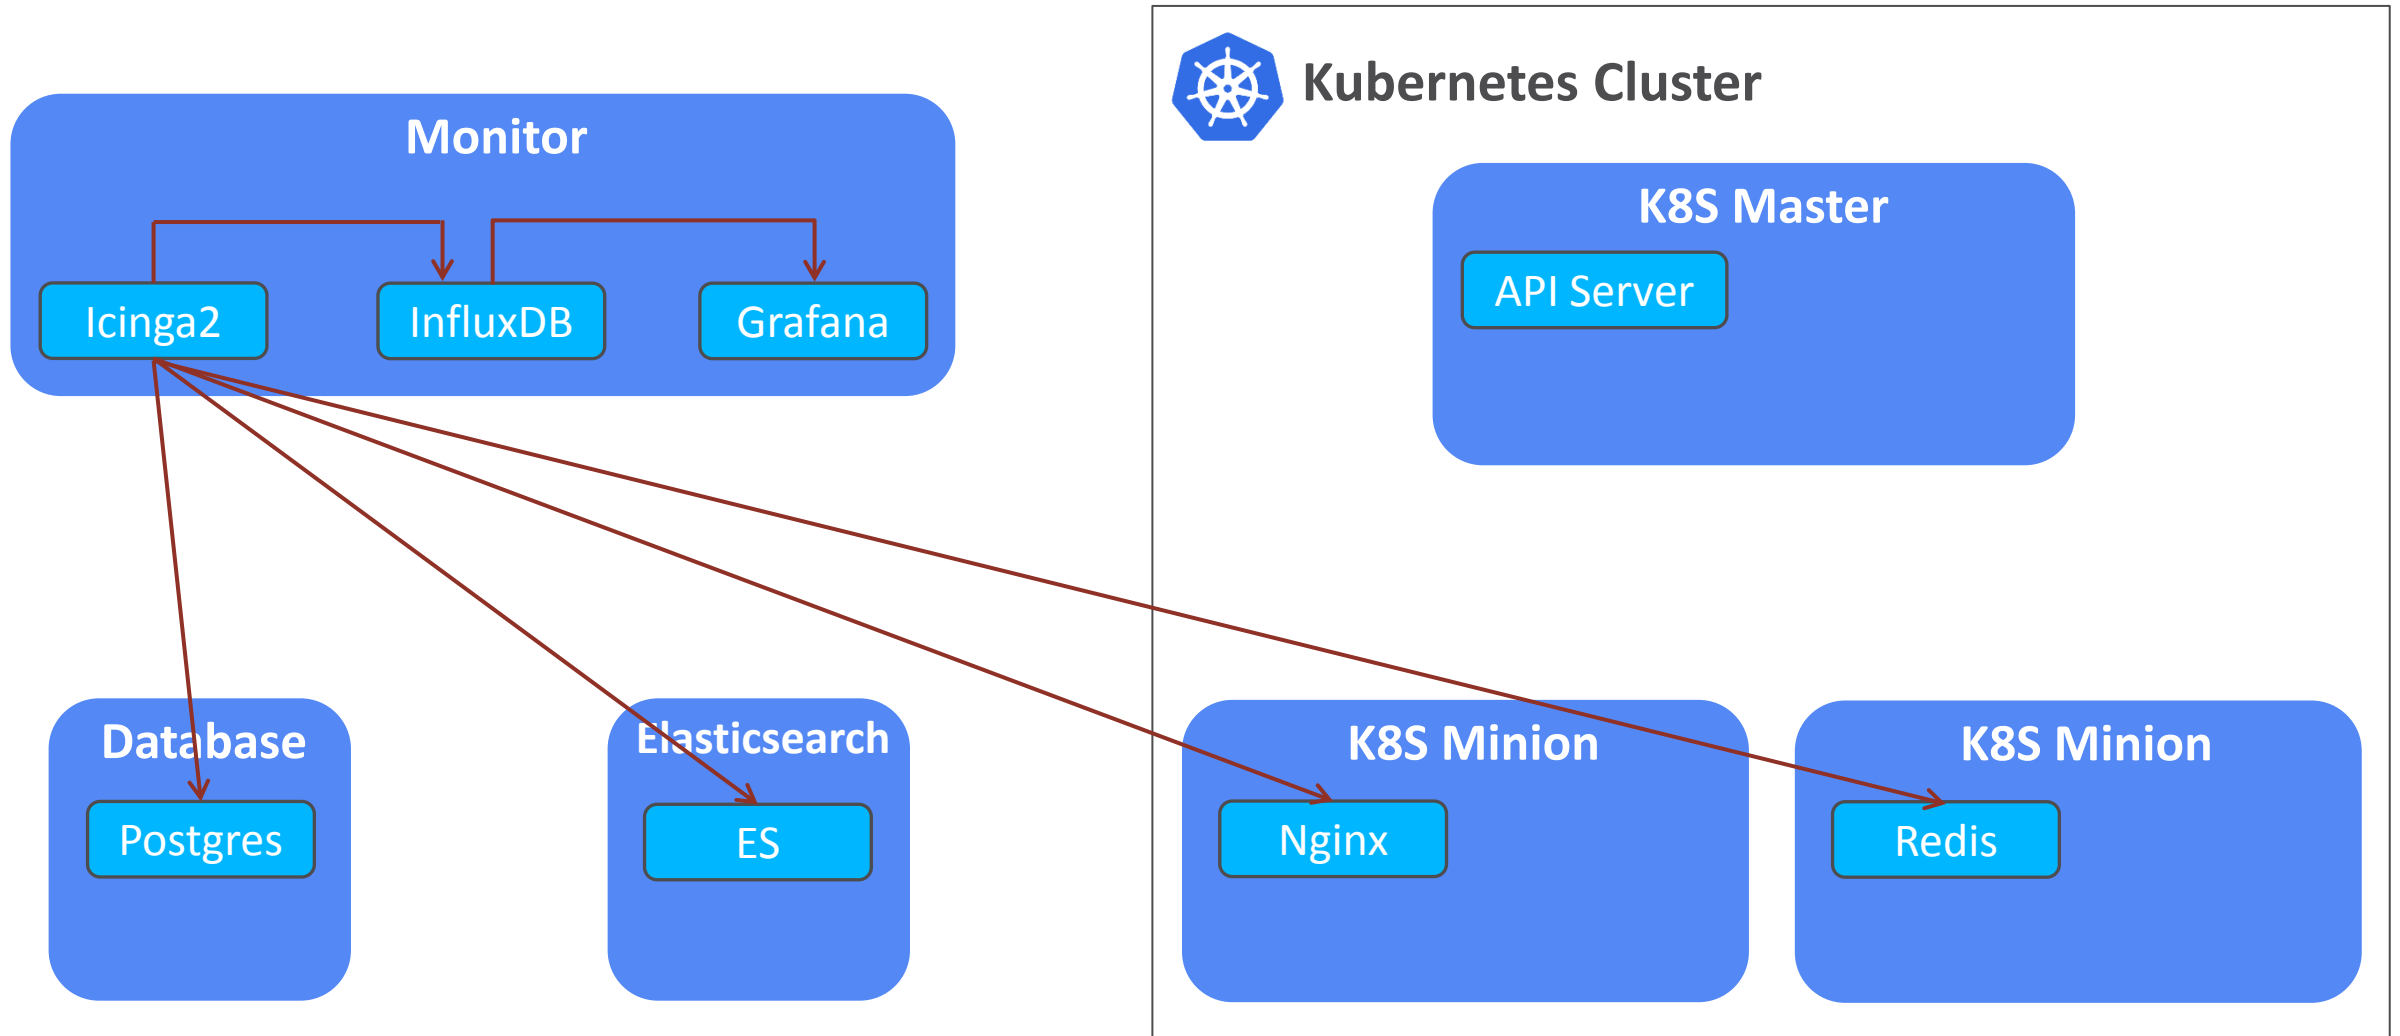 Kubernetes Cluster
Monitor
K8S Master
API Server
Icinga2
InfluxDB
Grafana
Database
Elasticsearch
K8S Minion
K8S Minion
Postgres
ES
Nginx
Redis